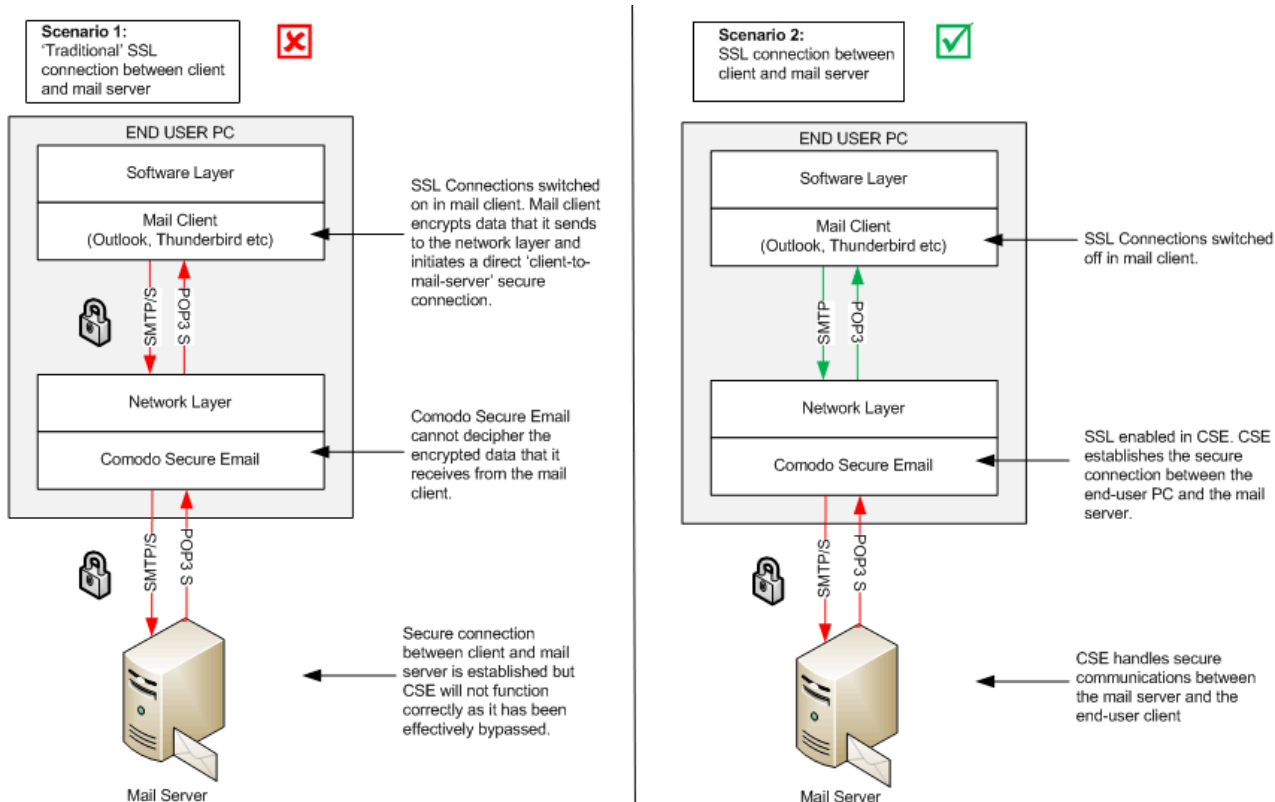 Scenario 1:
'Traditional' SSL
connection between client
and mail server
END USER PC
Software Layer
Mail Client
(Outlook, Thunderbird etc)
SMTP/S
POP3 S
Network Layer
Comodo Secure Email
SMTP/S
POP3 S
Mail Server
SSL Connections switched
on in mail client. Mail client
encrypts data that it sends
to the network layer and
initiates a direct 'client-to-
mail-server' secure
connection.
Comodo Secure Email
cannot decipher the
encrypted data that it
receives from the mail
client.
Secure connection
between client and mail
server is established but
CSE will not function
correctly as it has been
effectively bypassed.
Scenario 2:
SSL connection between
client and mail server
END USER PC
Software Layer
Mail Client
(Outlook, Thunderbird etc)
SMTP
POP3
Network Layer
Comodo Secure Email
SMTP/S
POP3 S
Mail Server
SSL Connections switched
off in mail client.
SSL enabled in CSE. CSE
establishes the secure
connection between the
end-user PC and the mail
server.
CSE handles secure
communications between
the mail server and the
end-user client